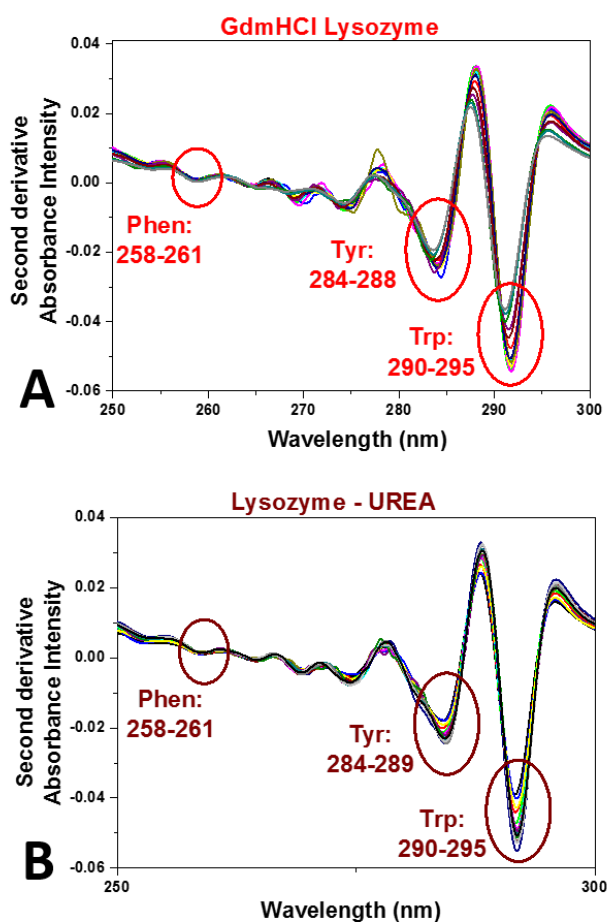 GdmHCl Lysozyme
Second derivative
Absorbance Intensity
0.04
0.02
0.00
-0.02
-0.04
-0.06
Phen:
258-261
Tyr:
284-288
Trp:
290-295
A
250 260 270 280 290 300
Wavelength (nm)
Lysozyme - UREA
Second derivative
Absorbance Intensity
0.04
0.02
0.00
-0.02
-0.04
-0.06
Phen:
258-261
Tyr:
284-289
Trp:
290-295
B
250 300
Wavelength (nm)